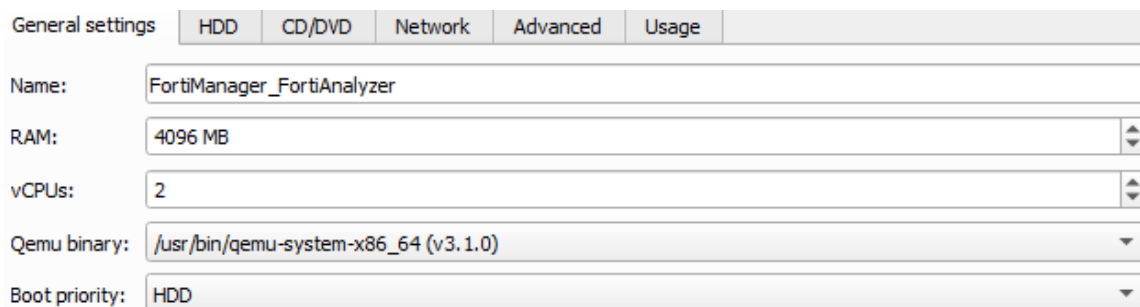 General settings HDD CD/DVD Network Advanced Usage
Name: FortiManager_FortiAnalyzer
RAM: 4096 MB
vCPUs: 2
Qemu binary: /usr/bin/qemu-system-x86_64 (v3.1.0)
Boot priority: HDD